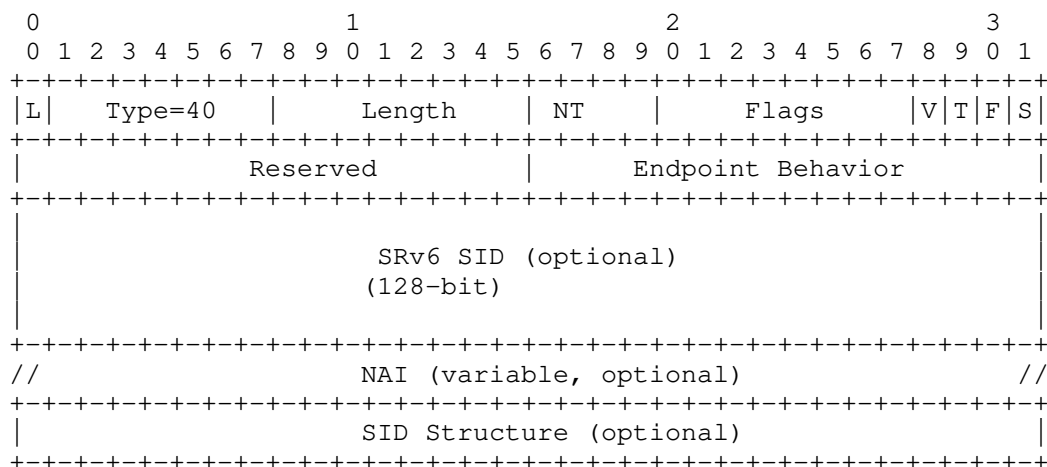 0                   1                   2                   3
 0 1 2 3 4 5 6 7 8 9 0 1 2 3 4 5 6 7 8 9 0 1 2 3 4 5 6 7 8 9 0 1
+-+-+-+-+-+-+-+-+-+-+-+-+-+-+-+-+-+-+-+-+-+-+-+-+-+-+-+-+-+-+-+-+
|L|   Type=40   |     Length    | NT    |     Flags     |V|T|F|S|
+-+-+-+-+-+-+-+-+-+-+-+-+-+-+-+-+-+-+-+-+-+-+-+-+-+-+-+-+-+-+-+-+
|              Reserved         |      Endpoint Behavior        |
+-+-+-+-+-+-+-+-+-+-+-+-+-+-+-+-+-+-+-+-+-+-+-+-+-+-+-+-+-+-+-+-+
|                                                               |
|                      SRv6 SID (optional)                      |
|                     (128-bit)                                 |
|                                                               |
+-+-+-+-+-+-+-+-+-+-+-+-+-+-+-+-+-+-+-+-+-+-+-+-+-+-+-+-+-+-+-+-+
//                    NAI (variable, optional)                 //
+-+-+-+-+-+-+-+-+-+-+-+-+-+-+-+-+-+-+-+-+-+-+-+-+-+-+-+-+-+-+-+-+
|                     SID Structure (optional)                  |
+-+-+-+-+-+-+-+-+-+-+-+-+-+-+-+-+-+-+-+-+-+-+-+-+-+-+-+-+-+-+-+-+